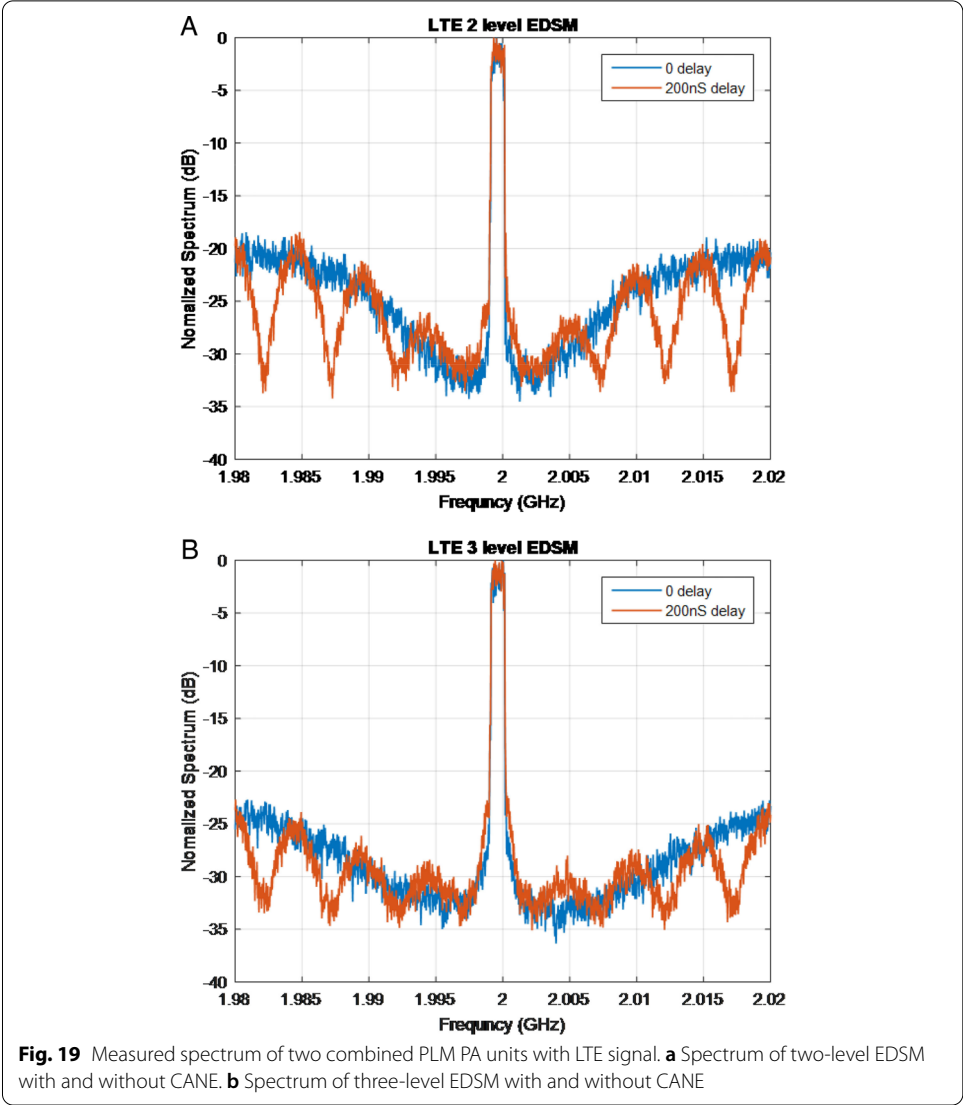 A
LTE 2 level EDSM
0 delay
200nS delay
Nomalized Spectrum (dB)
0
-5
-10
-15
-20
-25
-30
-35
-40
1.98 1.985 1.99 1.995 2 2.005 2.01 2.015 2.02
Frequncy (GHz)
B
LTE 3 level EDSM
0 delay
200nS delay
Nomalized Spectrum (dB)
0
-5
-10
-15
-20
-25
-30
-35
-40
1.98 1.985 1.99 1.995 2 2.005 2.01 2.015 2.02
Frequncy (GHz)
Fig. 19 Measured spectrum of two combined PLM PA units with LTE signal. a Spectrum of two-level EDSM
with and without CANE. b Spectrum of three-level EDSM with and without CANE